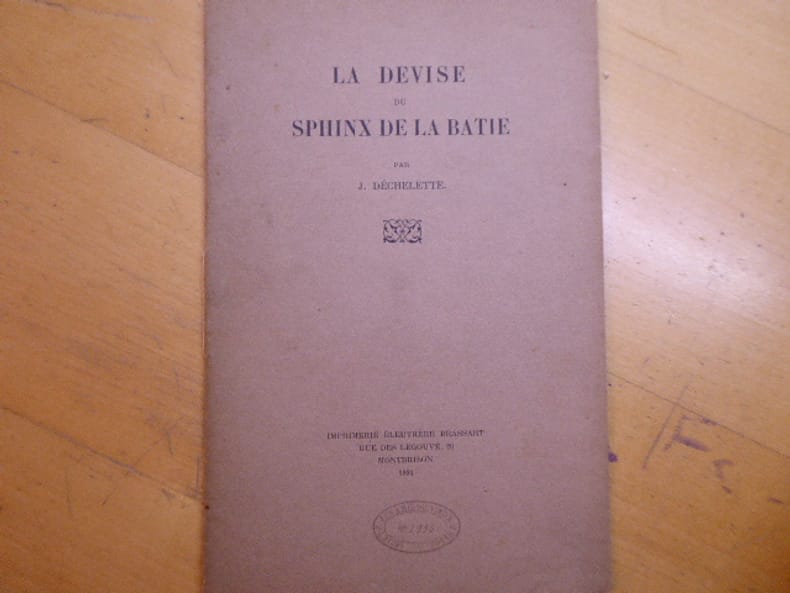 LA DEVISE
DU
SPHINX DE LA BATIE
PAR
J. DÉCHELETTE.
IMPRIMERIE ÉLEUTHÈRE BRASSART
RUE DES LEGOUVÉ, 20
MONTBRISON